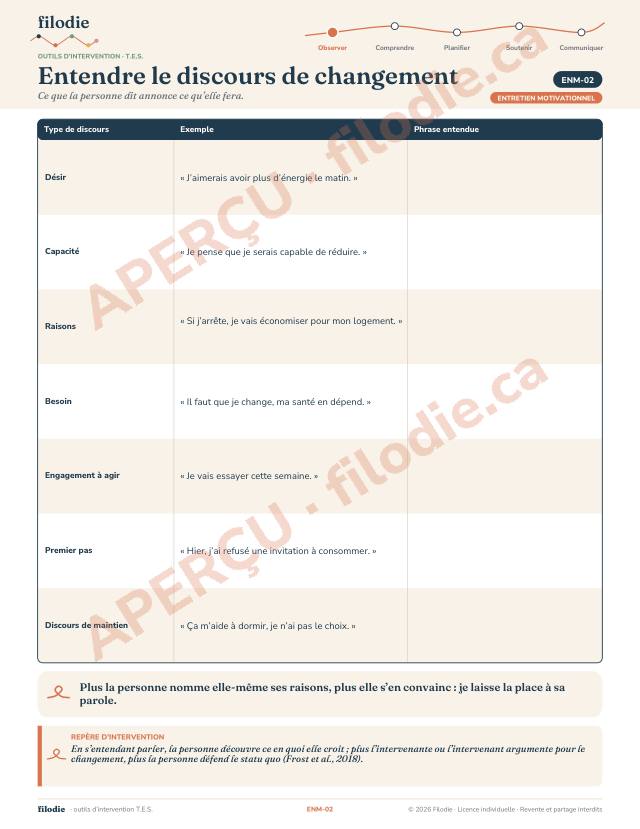 filodie
Observer Comprendre Planifier Soutenir Communiquer
OUTILS D'INTERVENTION · T.E.S.
Entendre le discours de changement
ENM-02
Ce que la personne dit annonce ce qu'elle fera.
ENTRETIEN MOTIVATIONNEL
Type de discours Exemple Phrase entendue
Désir « J'aimerais avoir plus d'énergie le matin. »
Capacité « Je pense que je serais capable de réduire. »
Raisons « Si j'arrête, je vais économiser pour mon logement. »
Besoin « Il faut que je change, ma santé en dépend. »
Engagement à agir « Je vais essayer cette semaine. »
Premier pas « Hier, j'ai refusé une invitation à consommer. »
Discours de maintien « Ça m'aide à dormir, je n'ai pas le choix. »
APERÇU · filodie.ca
APERÇU · filodie.ca
Plus la personne nomme elle-même ses raisons, plus elle s'en convainc : je laisse la place à sa
parole.
REPÈRE D'INTERVENTION
En s'entendant parler, la personne découvre ce en quoi elle croit ; plus l'intervenante ou l'intervenant argumente pour le
changement, plus la personne défend le statu quo (Frost et al., 2018).
filodie · outils d'intervention T.E.S. ENM-02 © 2026 Filodie · Licence individuelle · Revente et partage interdits